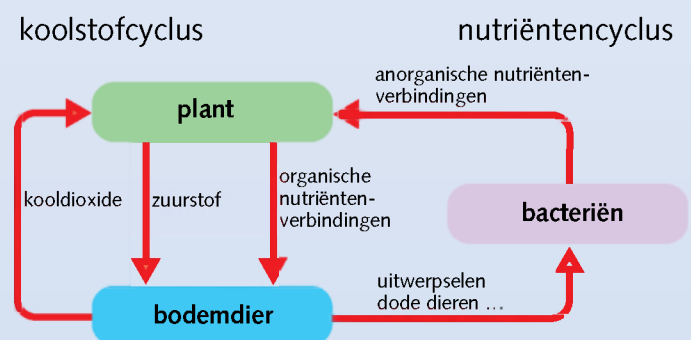 koolstofcyclus
nutriëntencyclus
anorganische nutriënten-
verbindingen
plant
kooldioxide
zuurstof
organische
nutriënten-
verbindingen
bacteriën
uitwerpselen
dode dieren ...
bodemdier